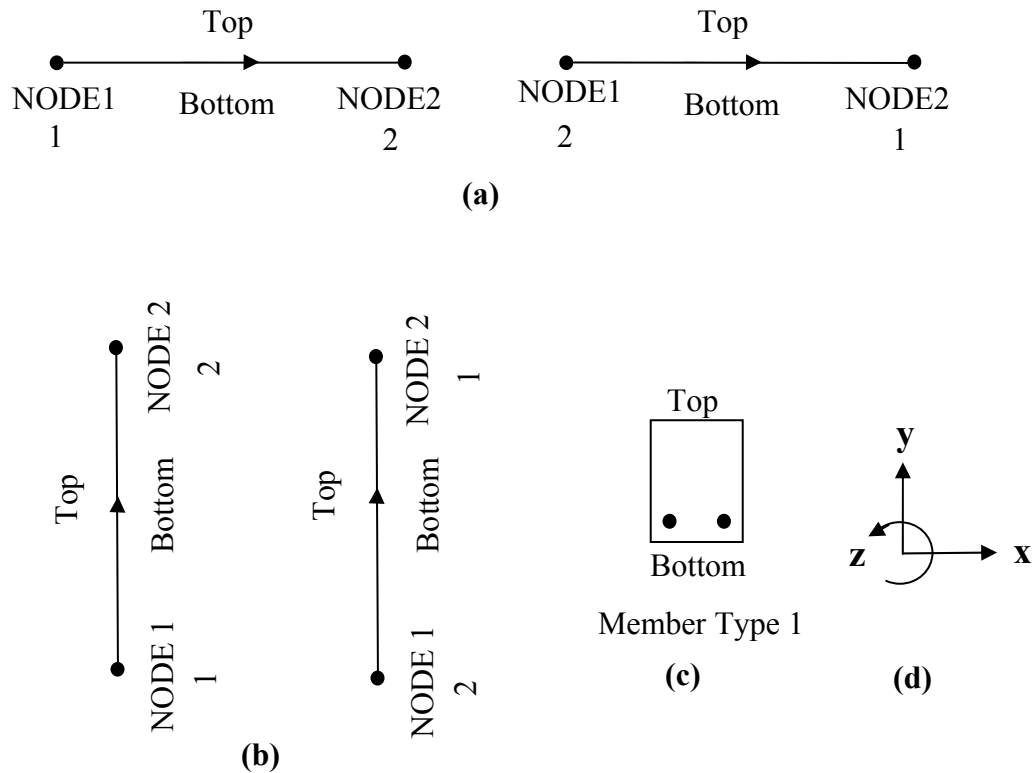 Top
NODE1
1
Bottom
NODE2
2
Top
NODE1
2
Bottom
NODE2
1
(a)
Top
NODE 1
1
Bottom
NODE 2
2
Top
NODE 1
2
Bottom
NODE 2
1
(b)
Top
Bottom
Member Type 1
(c)
y
z
x
(d)